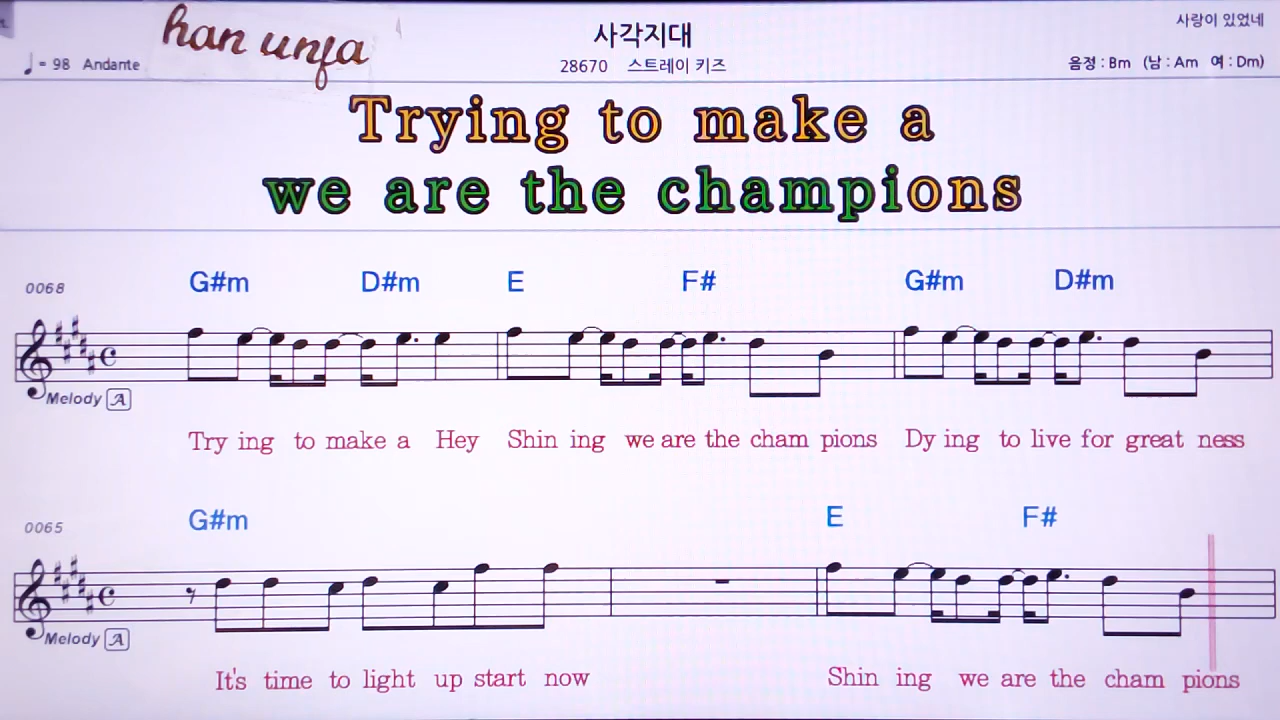 han unfa
사각지대
사랑이 있었네
♩ = 98 Andante
28670 스트레이 키즈
음정 : Bm (남 : Am 여 : Dm)
Trying to make a
we are the champions
0068
G#m D#m E F# G#m D#m
Melody A
Try ing to make a Hey Shin ing we are the cham pions Dy ing to live for great ness
0065
G#m E F#
Melody A
It's time to light up start now Shin ing we are the cham pions